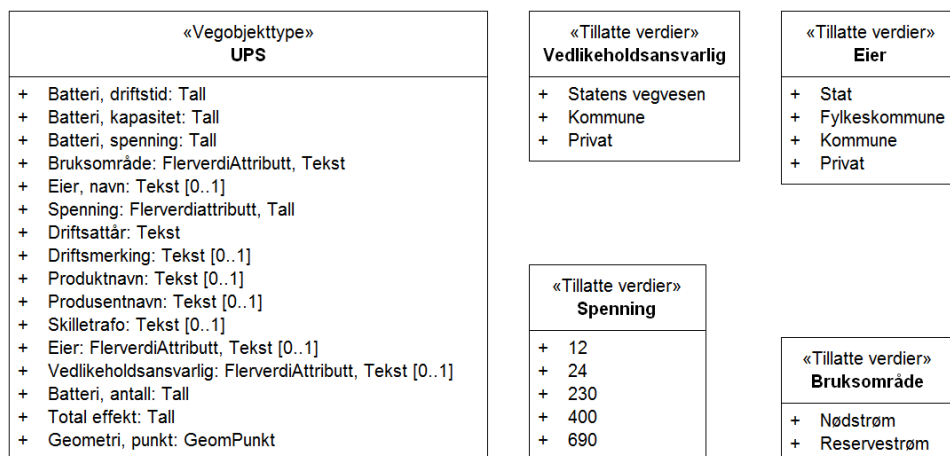 «Vegobjekttype»
UPS
+ Batteri, driftstid: Tall
+ Batteri, kapasitet: Tall
+ Batteri, spenning: Tall
+ Bruksområde: FlerverdiAttributt, Tekst
+ Eier, navn: Tekst [0..1]
+ Spenning: Flerverdiattributt, Tall
+ Driftsattår: Tekst
+ Driftsmerking: Tekst [0..1]
+ Produktnavn: Tekst [0..1]
+ Produsentnavn: Tekst [0..1]
+ Skilletrafo: Tekst [0..1]
+ Eier: FlerverdiAttributt, Tekst [0..1]
+ Vedlikeholdsansvarlig: FlerverdiAttributt, Tekst [0..1]
+ Batteri, antall: Tall
+ Total effekt: Tall
+ Geometri, punkt: GeomPunkt
«Tillatte verdier»
Vedlikeholdsansvarlig
+ Statens vegvesen
+ Kommune
+ Privat
«Tillatte verdier»
Eier
+ Stat
+ Fylkeskommune
+ Kommune
+ Privat
«Tillatte verdier»
Spenning
+ 12
+ 24
+ 230
+ 400
+ 690
«Tillatte verdier»
Bruksområde
+ Nødstrøm
+ Reservestrøm